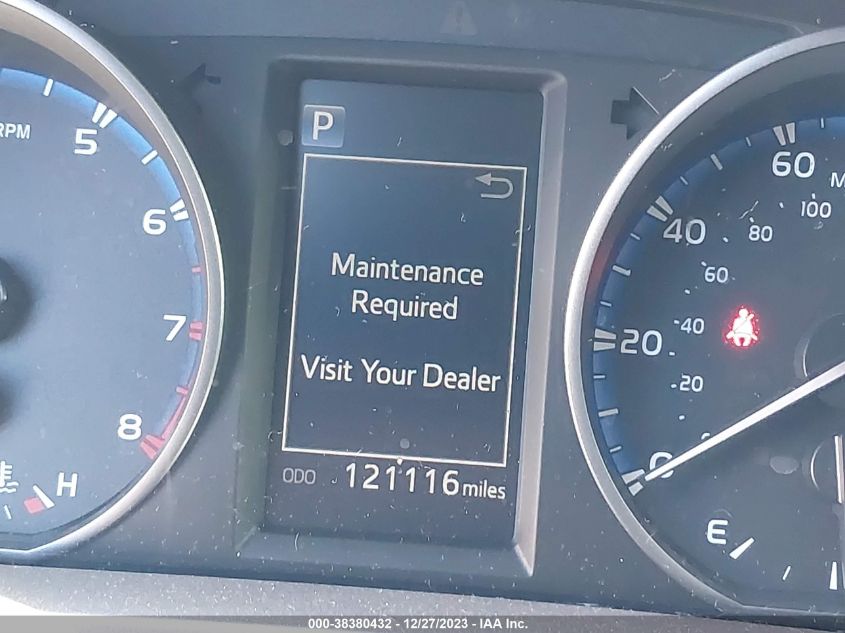 RPM
5
6
7
8
H
P
Maintenance
Required
Visit Your Dealer
ODO 121116 miles
60
40
20
0
100
80
60
40
20
E
000-38380432 - 12/27/2023 - IAA Inc.